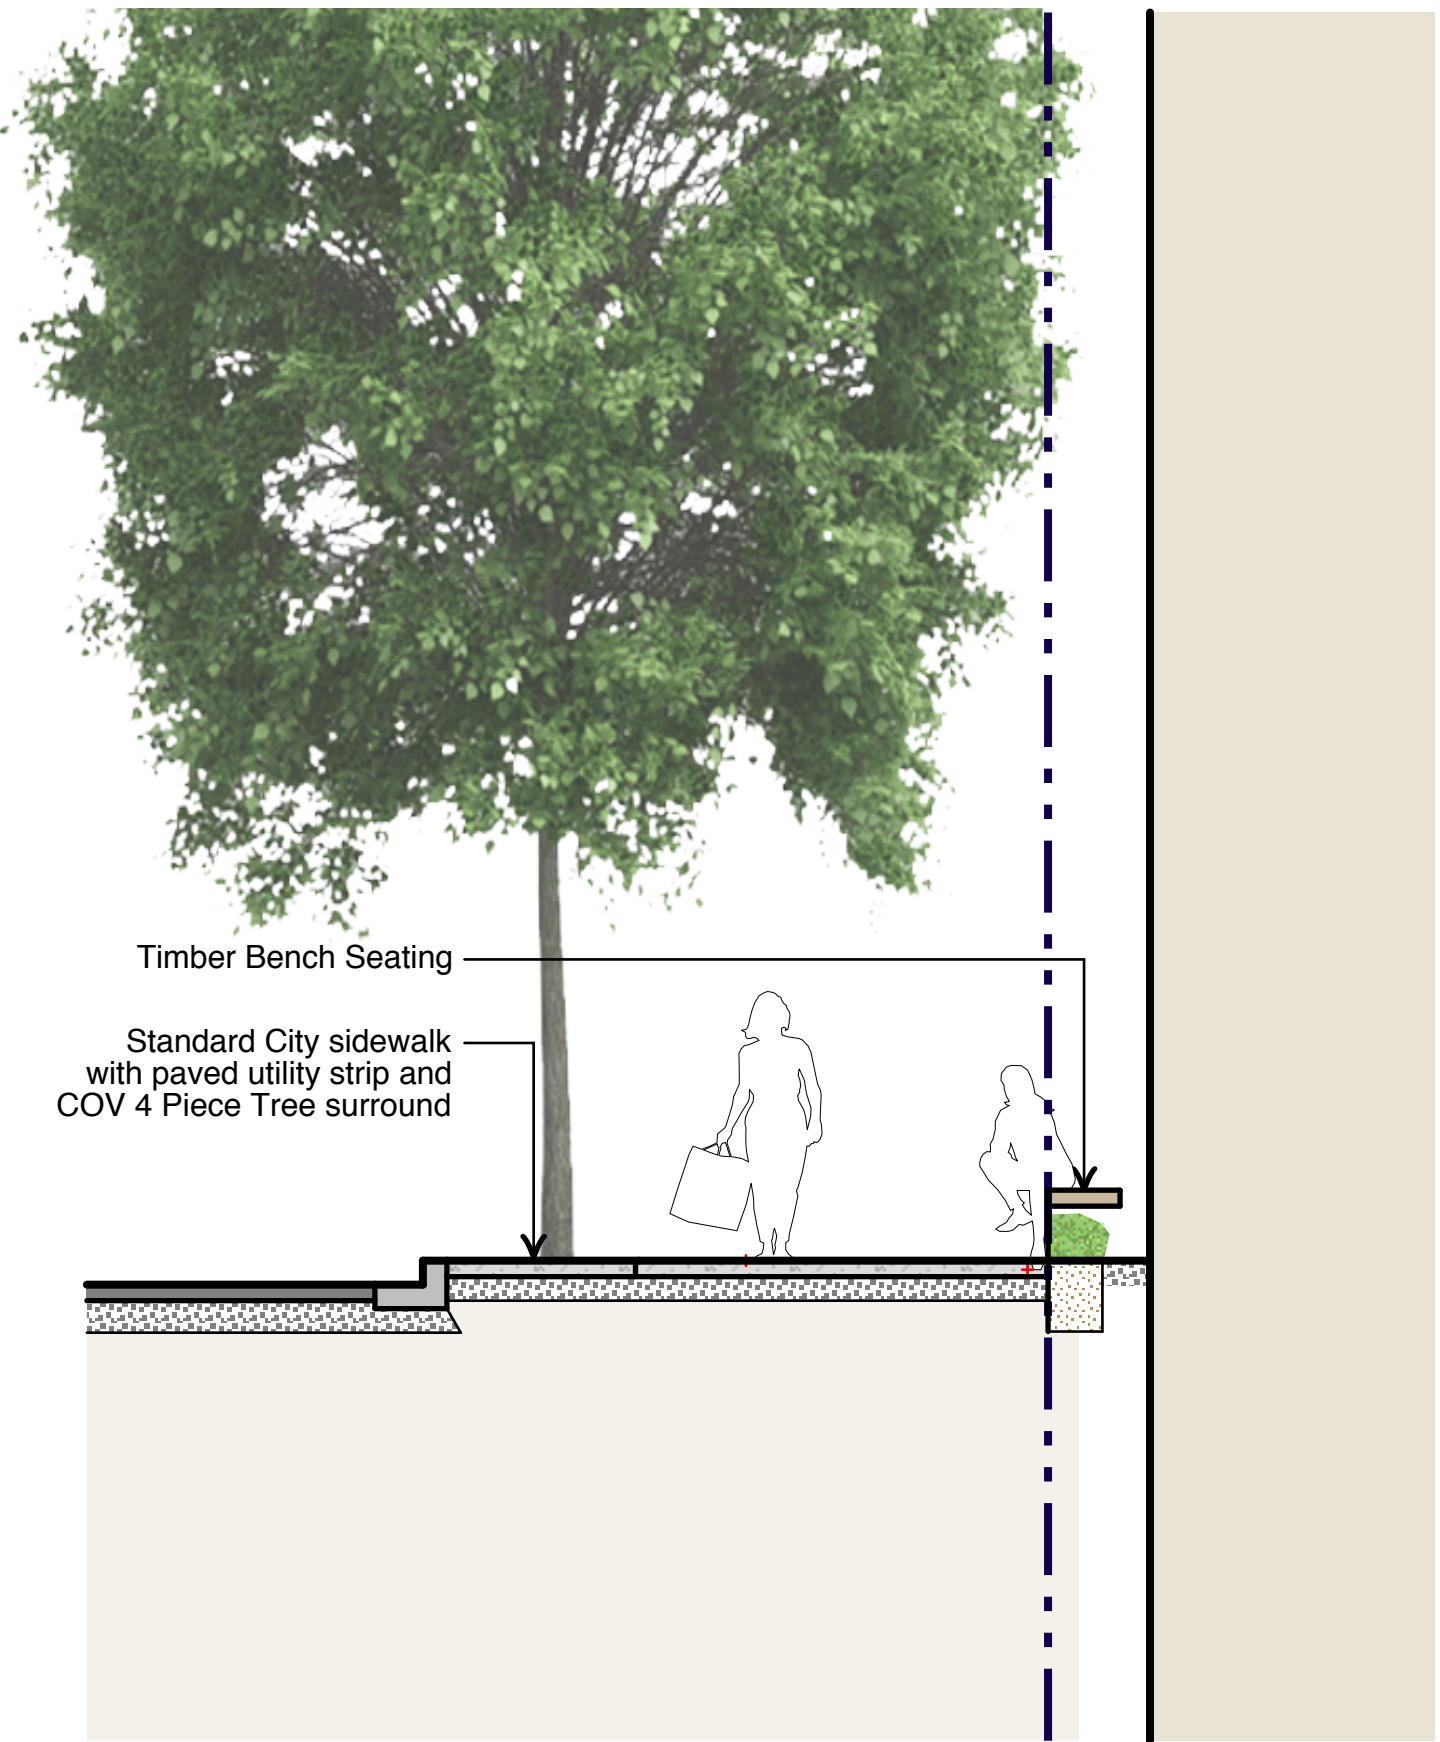 Timber Bench Seating
Standard City sidewalk
with paved utility strip and
COV 4 Piece Tree surround